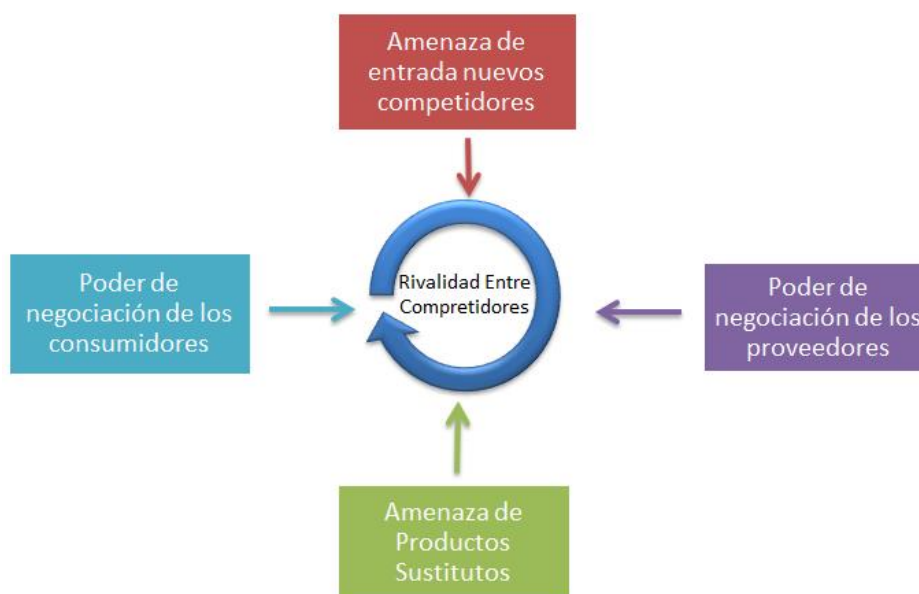 Amenaza de
entrada nuevos
competidores
Rivalidad Entre
Compretidores
Poder de
negociación de los
consumidores
Poder de
negociación de los
proveedores
Amenaza de
Productos
Sustitutos